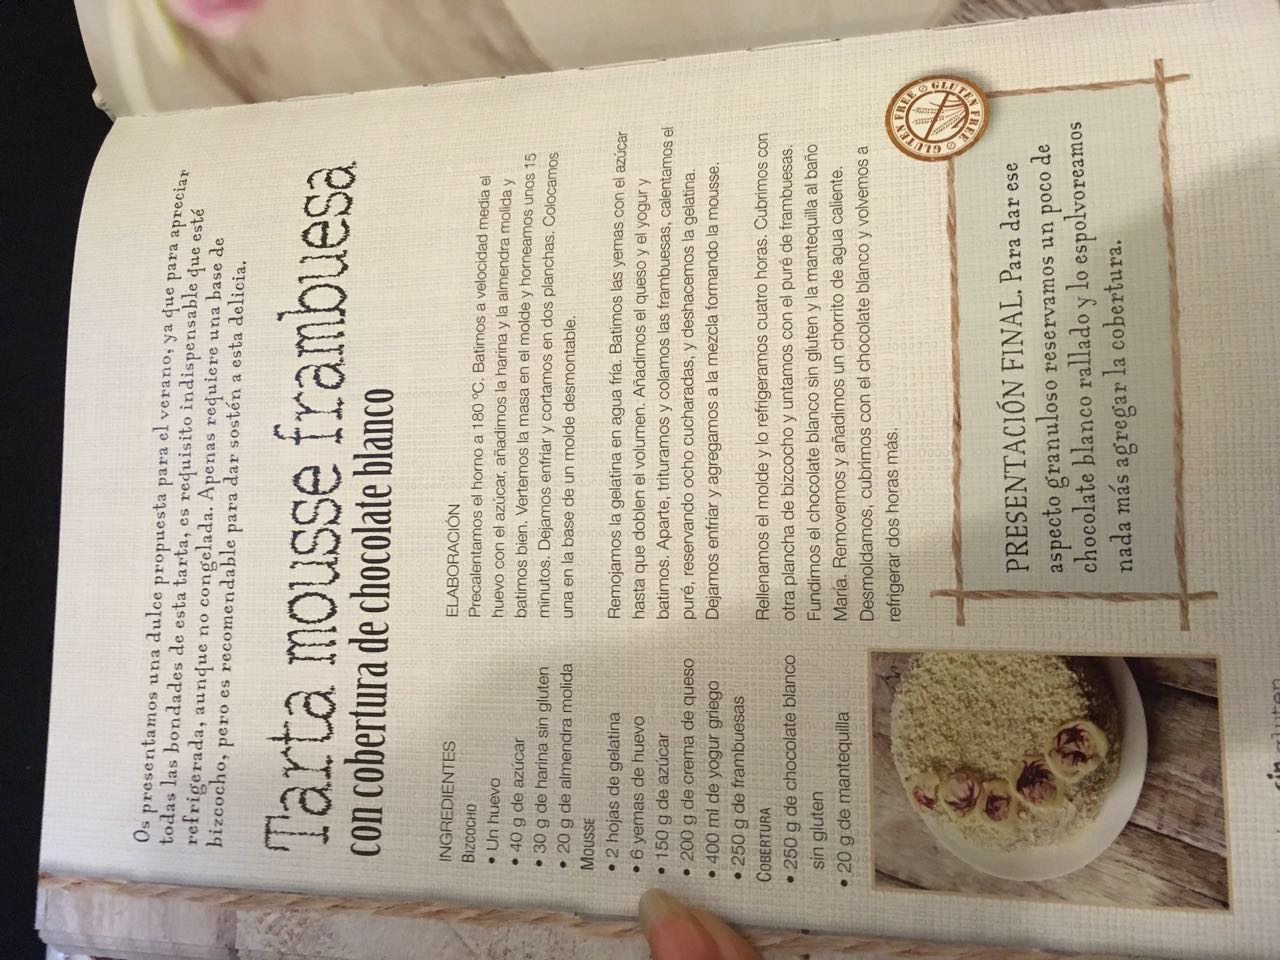 Os presentamos una dulce propuesta para el verano, ya que para apreciar
todas las bondades de esta tarta, es requisito indispensable que esté
refrigerada, aunque no congelada. Apenas requiere una base de
bizcocho, pero es recomendable para dar sostén a esta delicia.
Tarta mousse frambuesa
con cobertura de chocolate blanco
INGREDIENTES
BIZCOCHO
• Un huevo
• 40 g de azúcar
• 30 g de harina sin gluten
• 20 g de almendra molida
MOUSSE
• 2 hojas de gelatina
• 6 yemas de huevo
• 150 g de azúcar
• 200 g de crema de queso
• 400 ml de yogur griego
• 250 g de frambuesas
COBERTURA
• 250 g de chocolate blanco
sin gluten
• 20 g de mantequilla
ELABORACIÓN
Precalentamos el horno a 180 ºC. Batimos a velocidad media el
huevo con el azúcar, añadimos la harina y la almendra molida y
batimos bien. Vertemos la masa en el molde y horneamos unos 15
minutos. Dejamos enfriar y cortamos en dos planchas. Colocamos
una en la base de un molde desmontable.
Remojamos la gelatina en agua fría. Batimos las yemas con el azúcar
hasta que doblen el volumen. Añadimos el queso y el yogur y
batimos. Aparte, trituramos y colamos las frambuesas, calentamos el
puré, reservando ocho cucharadas, y deshacemos la gelatina.
Dejamos enfriar y agregamos a la mezcla formando la mousse.
Rellenamos el molde y lo refrigeramos cuatro horas. Cubrimos con
otra plancha de bizcocho y untamos con el puré de frambuesas.
Fundimos el chocolate blanco sin gluten y la mantequilla al baño
María. Removemos y añadimos un chorrito de agua caliente.
Desmoldamos, cubrimos con el chocolate blanco y volvemos a
refrigerar dos horas más.
GLUTEN FREE GLUTEN FREE
PRESENTACIÓN FINAL. Para dar ese
aspecto granuloso reservamos un poco de
chocolate blanco rallado y lo espolvoreamos
nada más agregar la cobertura.
sin gluten